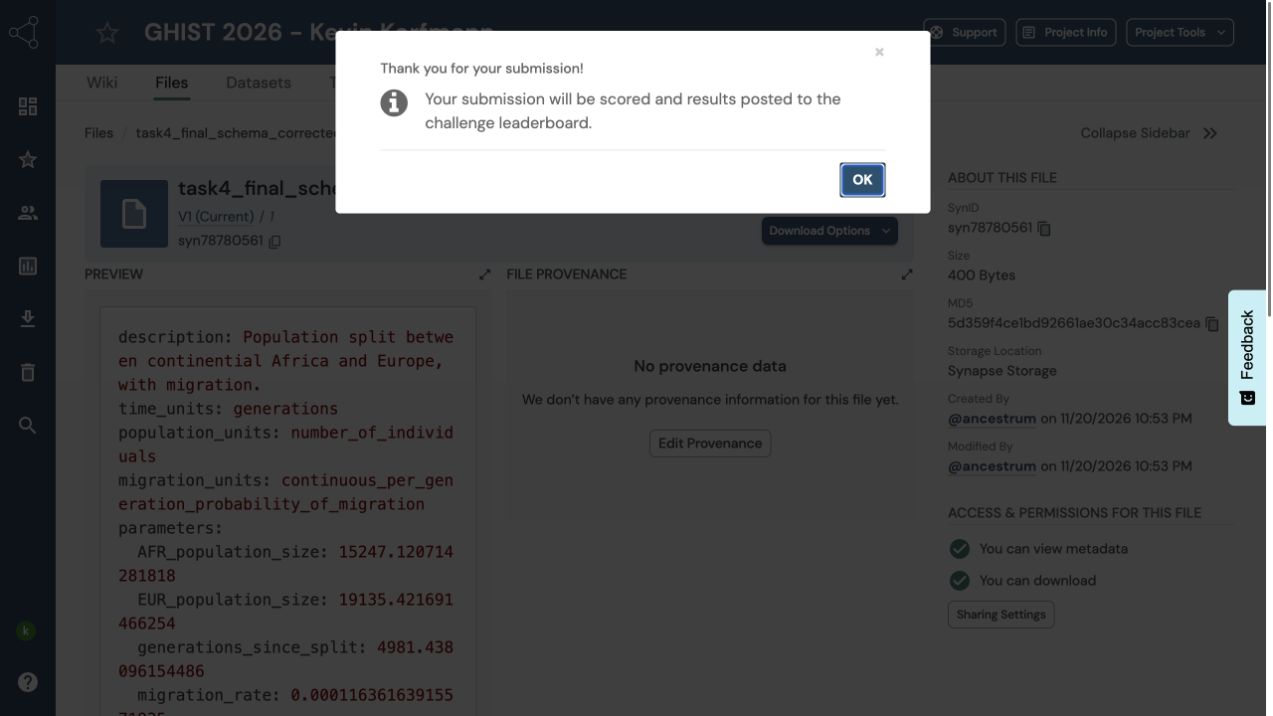 GHIST 2026 - Kevin Korfmann
Support
Project Info
Project Tools
Thank you for your submission!
Your submission will be scored and results posted to the
challenge leaderboard.
OK
Wiki
Files
Datasets
Files / task4_final_schema_corrected
Collapse Sidebar
task4_final_sche
V1 (Current) / 1
syn78780561
Download Options
PREVIEW
FILE PROVENANCE
description: Population split betwe
en continental Africa and Europe,
with migration.
time_units: generations
population_units: number_of_individ
uals
migration_units: continuous_per_gen
eration_probability_of_migration
parameters:
AFR_population_size: 15247.120714
281818
EUR_population_size: 19135.421691
466254
generations_since_split: 4981.438
096154486
migration_rate: 0.000116361639155
No provenance data
We don't have any provenance information for this file yet.
Edit Provenance
ABOUT THIS FILE
SynID
syn78780561
Size
400 Bytes
MD5
5d359f4ce1bd92661ae30c34acc83cea
Storage Location
Synapse Storage
Created By
@ancestrum on 11/20/2026 10:53 PM
Modified By
@ancestrum on 11/20/2026 10:53 PM
ACCESS & PERMISSIONS FOR THIS FILE
You can view metadata
You can download
Sharing Settings
Feedback
k